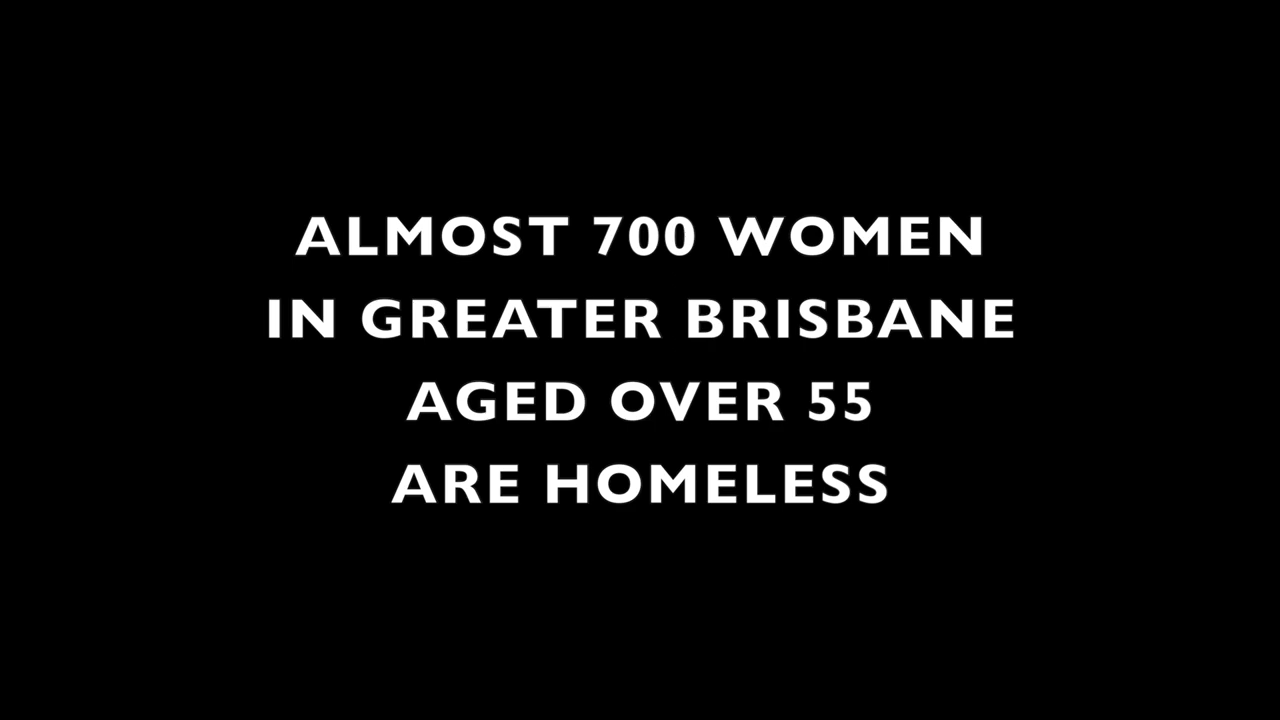 ALMOST 700 WOMEN
IN GREATER BRISBANE
AGED OVER 55
ARE HOMELESS